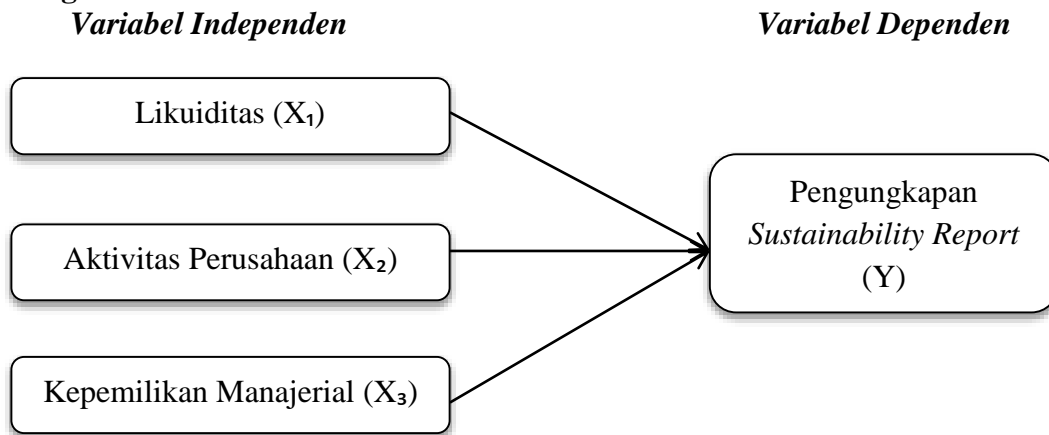 Variabel Independen
Variabel Dependen
Likuiditas (X₁)
Aktivitas Perusahaan (X₂)
Kepemilikan Manajerial (X₃)
Pengungkapan
Sustainability Report
(Y)